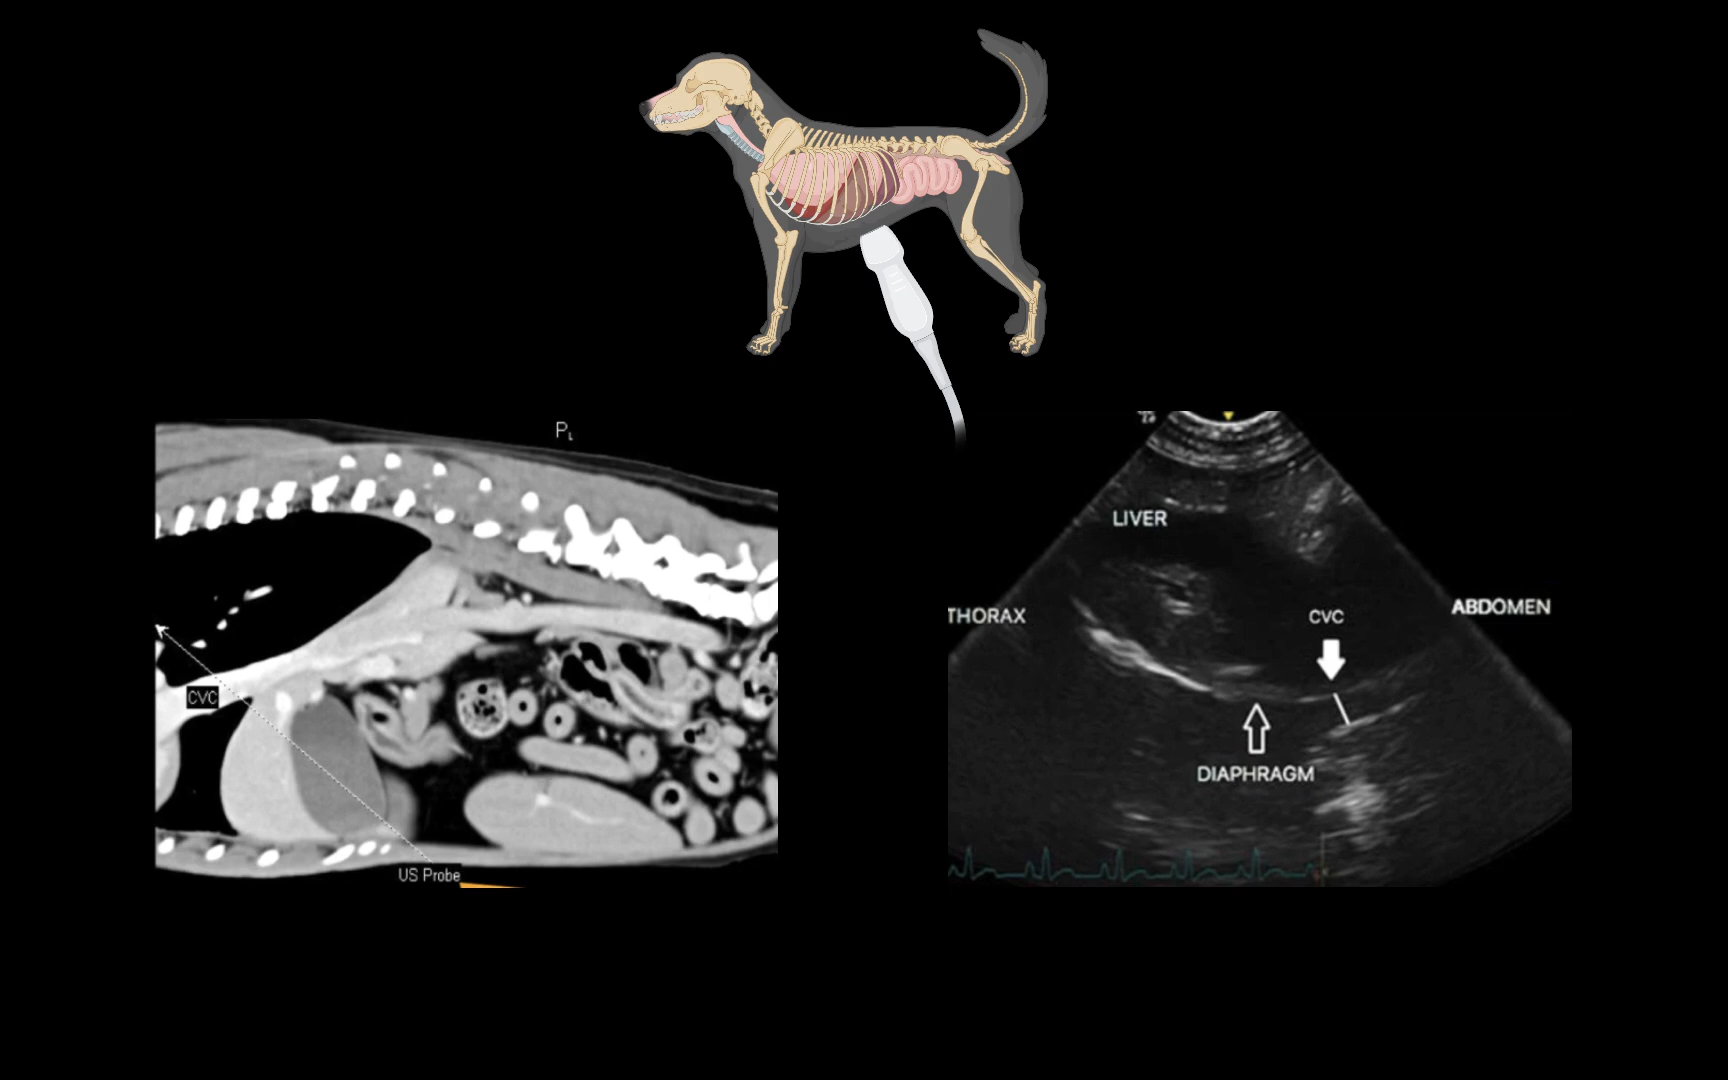 PL
CVC
US Probe
LIVER
THORAX
CVC
ABDOMEN
DIAPHRAGM